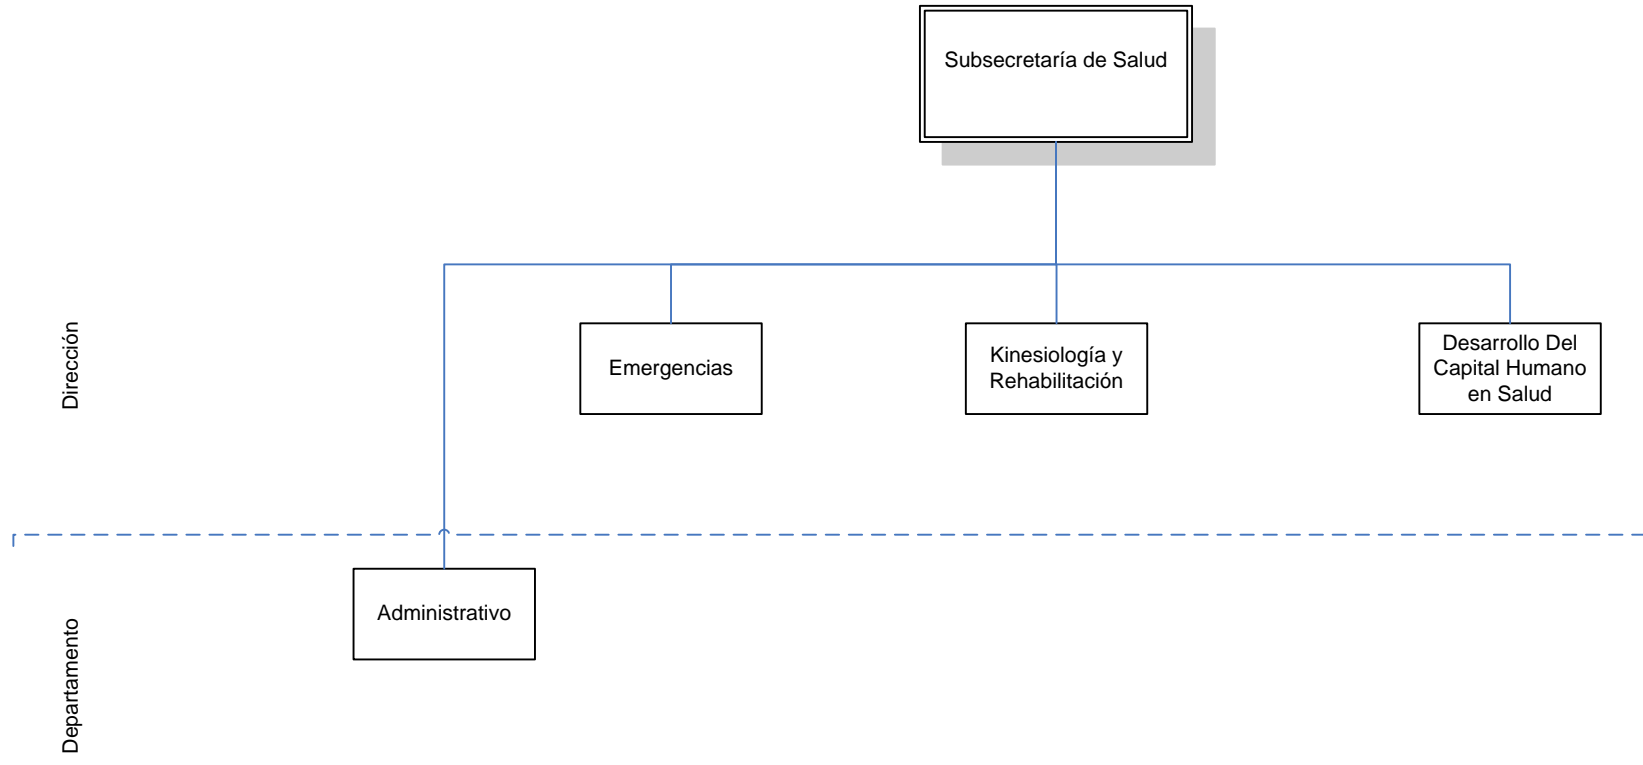 Subsecretaría de Salud
Dirección
Emergencias
Kinesiología y
Rehabilitación
Desarrollo Del
Capital Humano
en Salud
Departamento
Administrativo